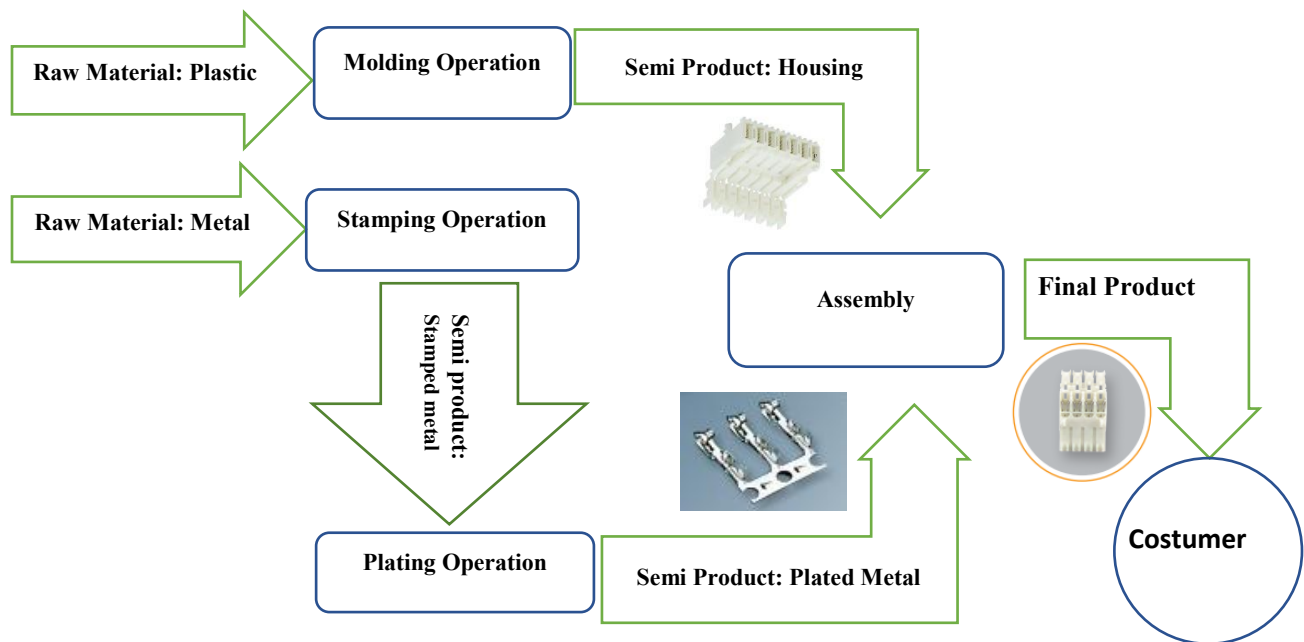 Raw Material: Plastic
Molding Operation
Semi Product: Housing
Raw Material: Metal
Stamping Operation
Semi product:
Stamped metal
Assembly
Final Product
Plating Operation
Semi Product: Plated Metal
Costumer